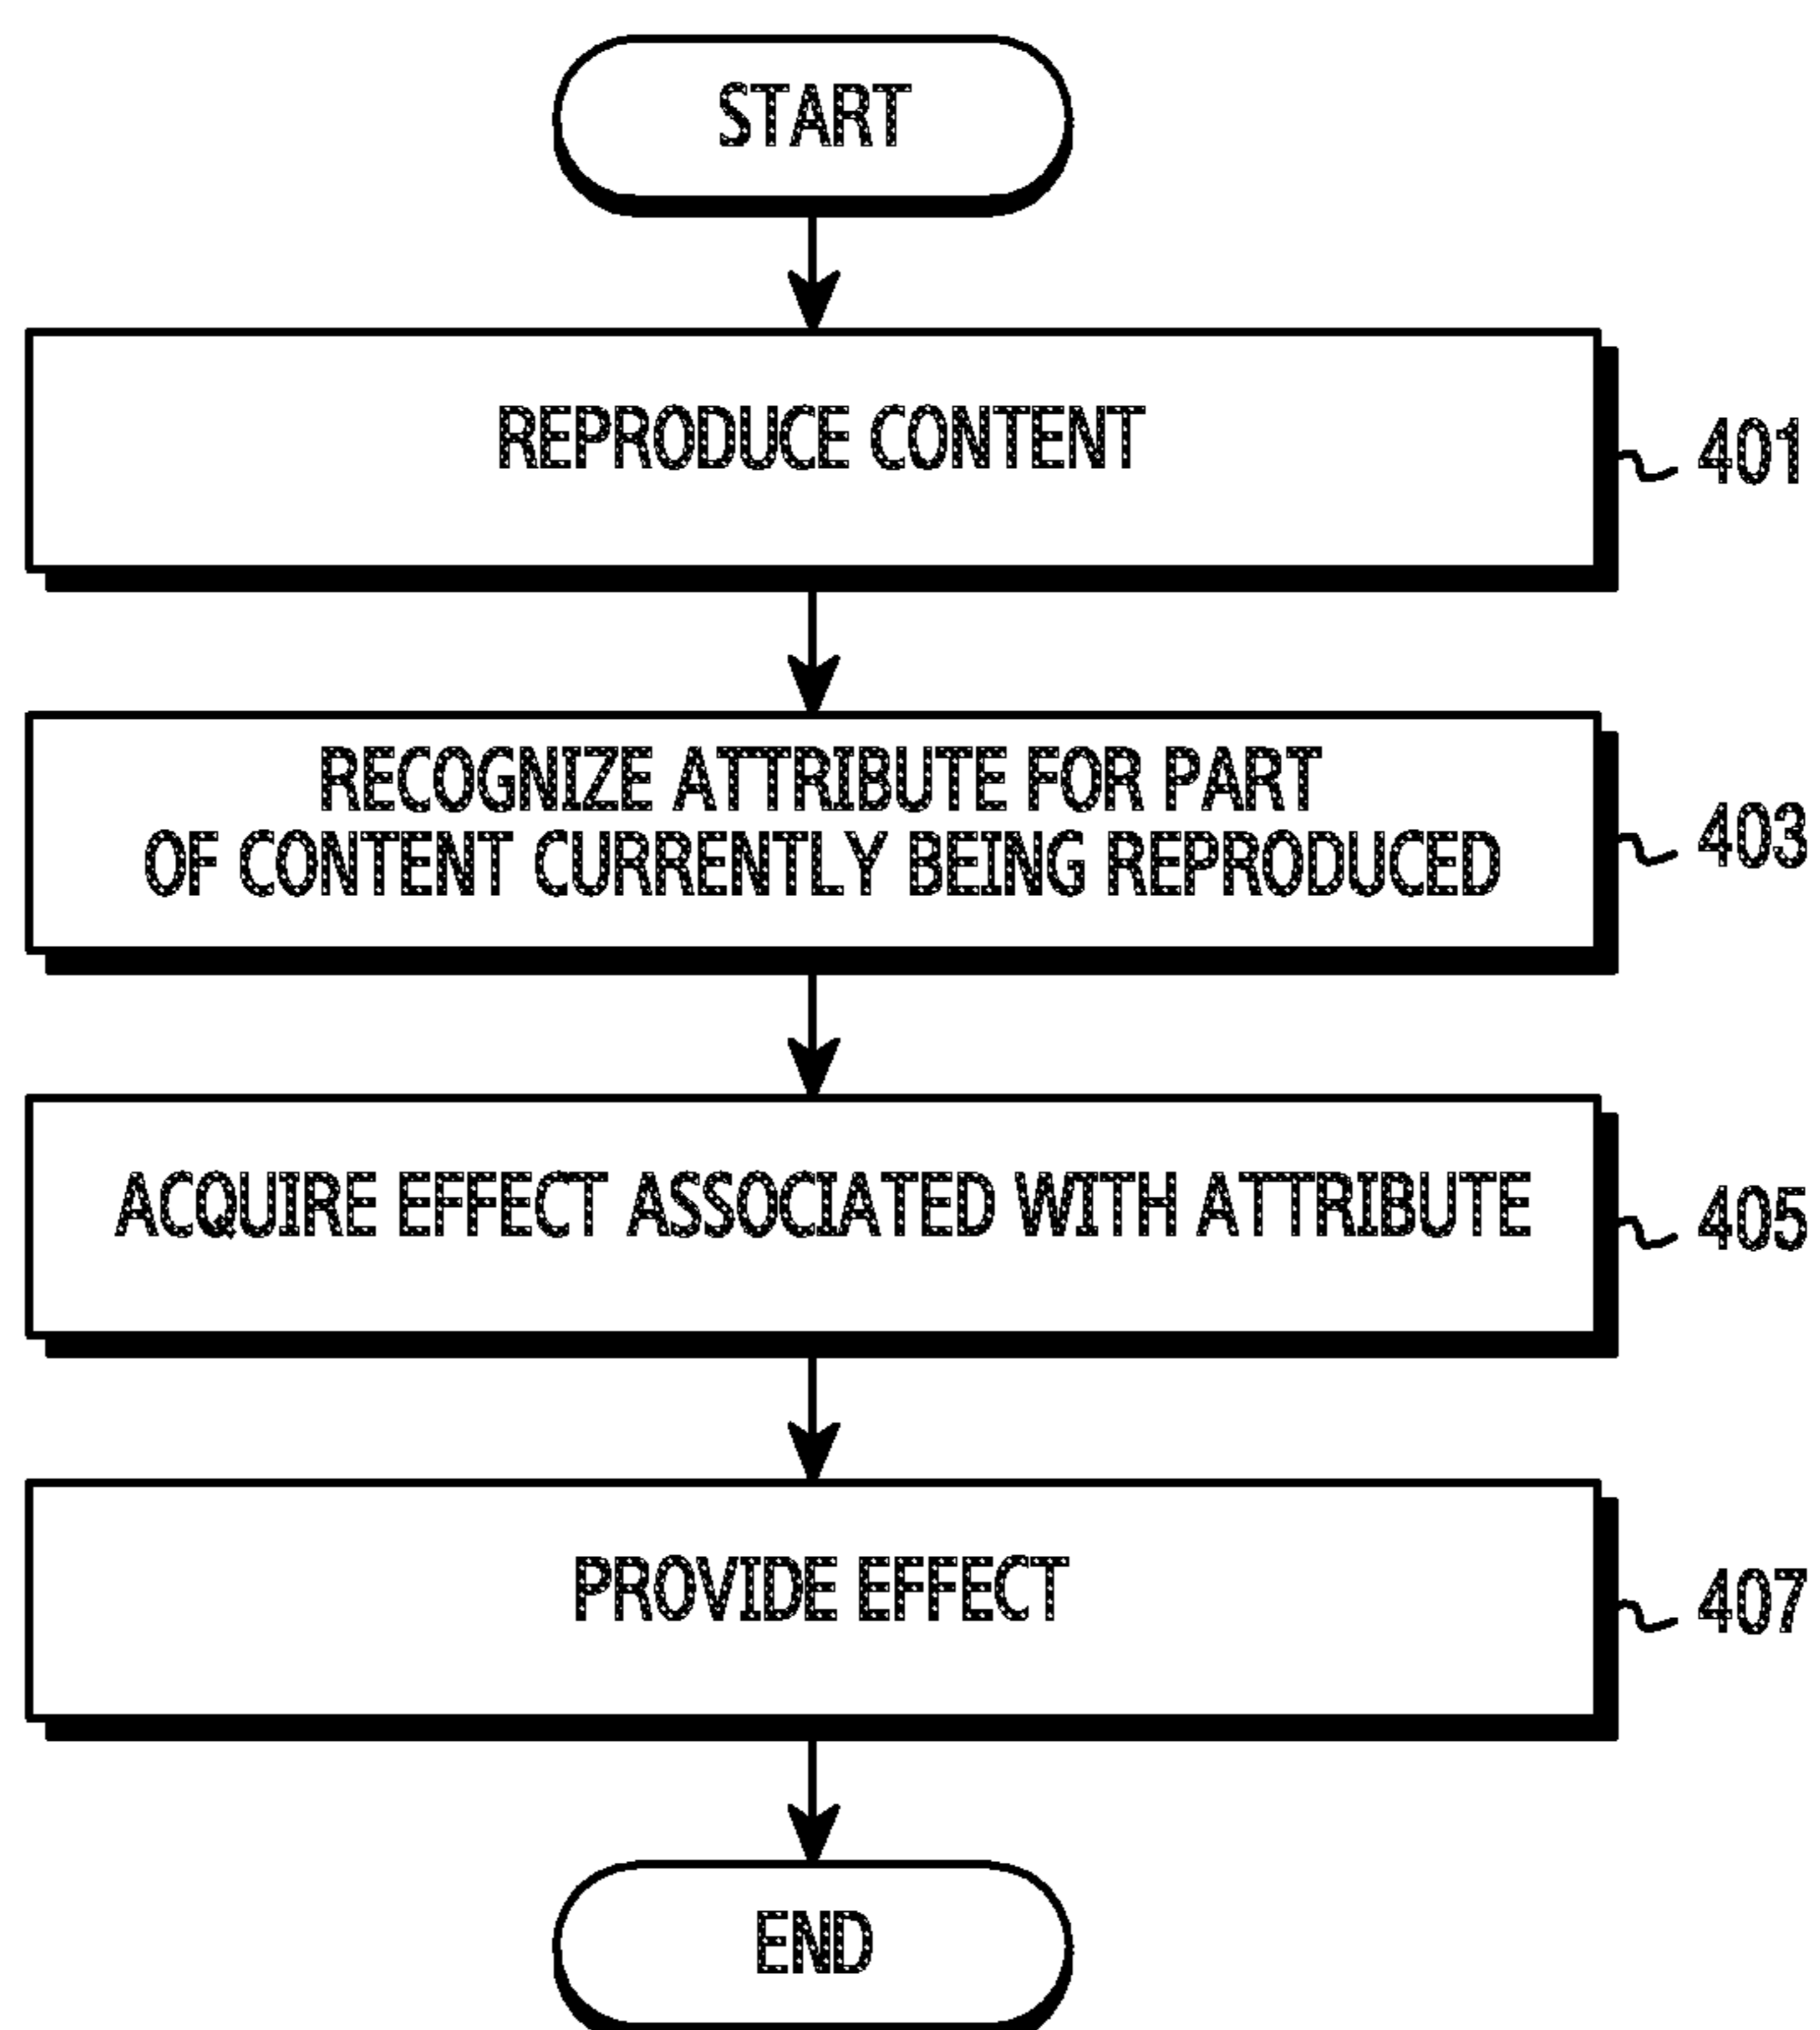 START
REPRODUCE CONTENT
401
RECOGNIZE ATTRIBUTE FOR PART
OF CONTENT CURRENTLY BEING REPRODUCED
403
ACQUIRE EFFECT ASSOCIATED WITH ATTRIBUTE
405
PROVIDE EFFECT
407
END